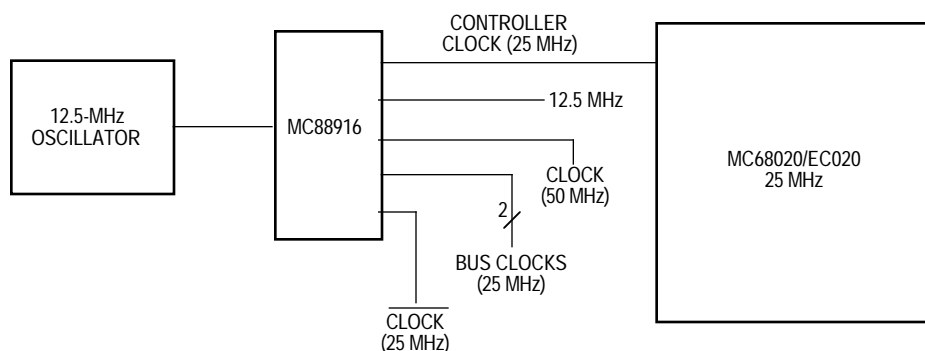 CONTROLLER
CLOCK (25 MHz)
12.5-MHz
OSCILLATOR
MC88916
12.5 MHz
MC68020/EC020
25 MHz
CLOCK
(50 MHz)
2
BUS CLOCKS
(25 MHz)
CLOCK
(25 MHz)